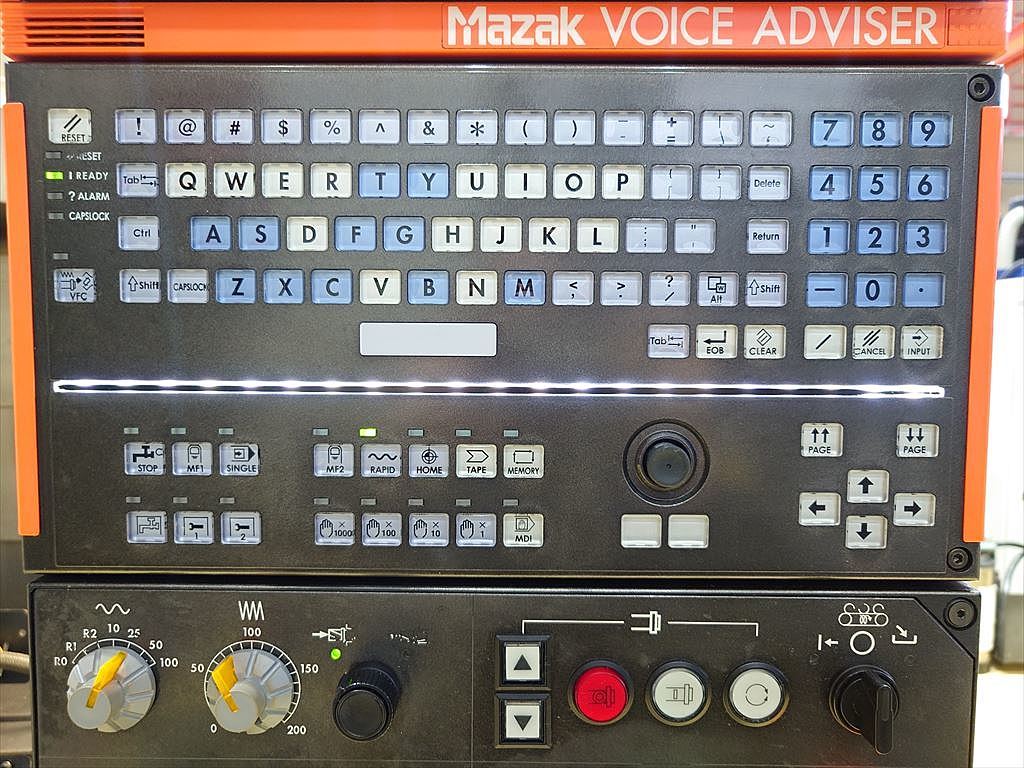 Mazak VOICE ADVISER
RESET ! @ # $ % ^ & * ( ) _ - + = | \ ~ 7 8 9
RESET
READY
? ALARM
CAPSLOCK
Tab Q W E R T Y U I O P { [ } ] Delete 4 5 6
Ctrl A S D F G H J K L : ; " ' Return 1 2 3
VFC Shift CAPSLOCK Z X C V B N M < , > . ? / Alt Shift — 0 ·
Tab EOB CLEAR / CANCEL INPUT
STOP MF1 SINGLE MF2 RAPID HOME TAPE MEMORY PAGE PAGE
1 2 ×1000 ×100 ×10 ×1 MDI
R0 R1 R2 10 25 50 100
0 50 100 150 200